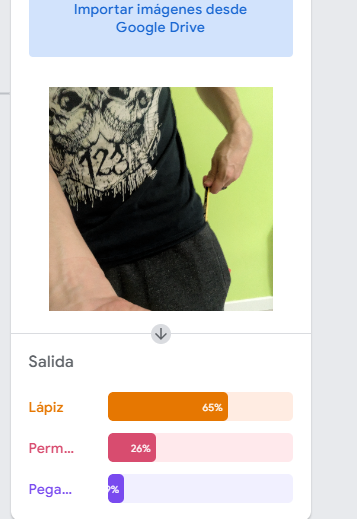 Importar imágenes desde
Google Drive
123
Salida
Lápiz
65%
Perm...
26%
Pega...